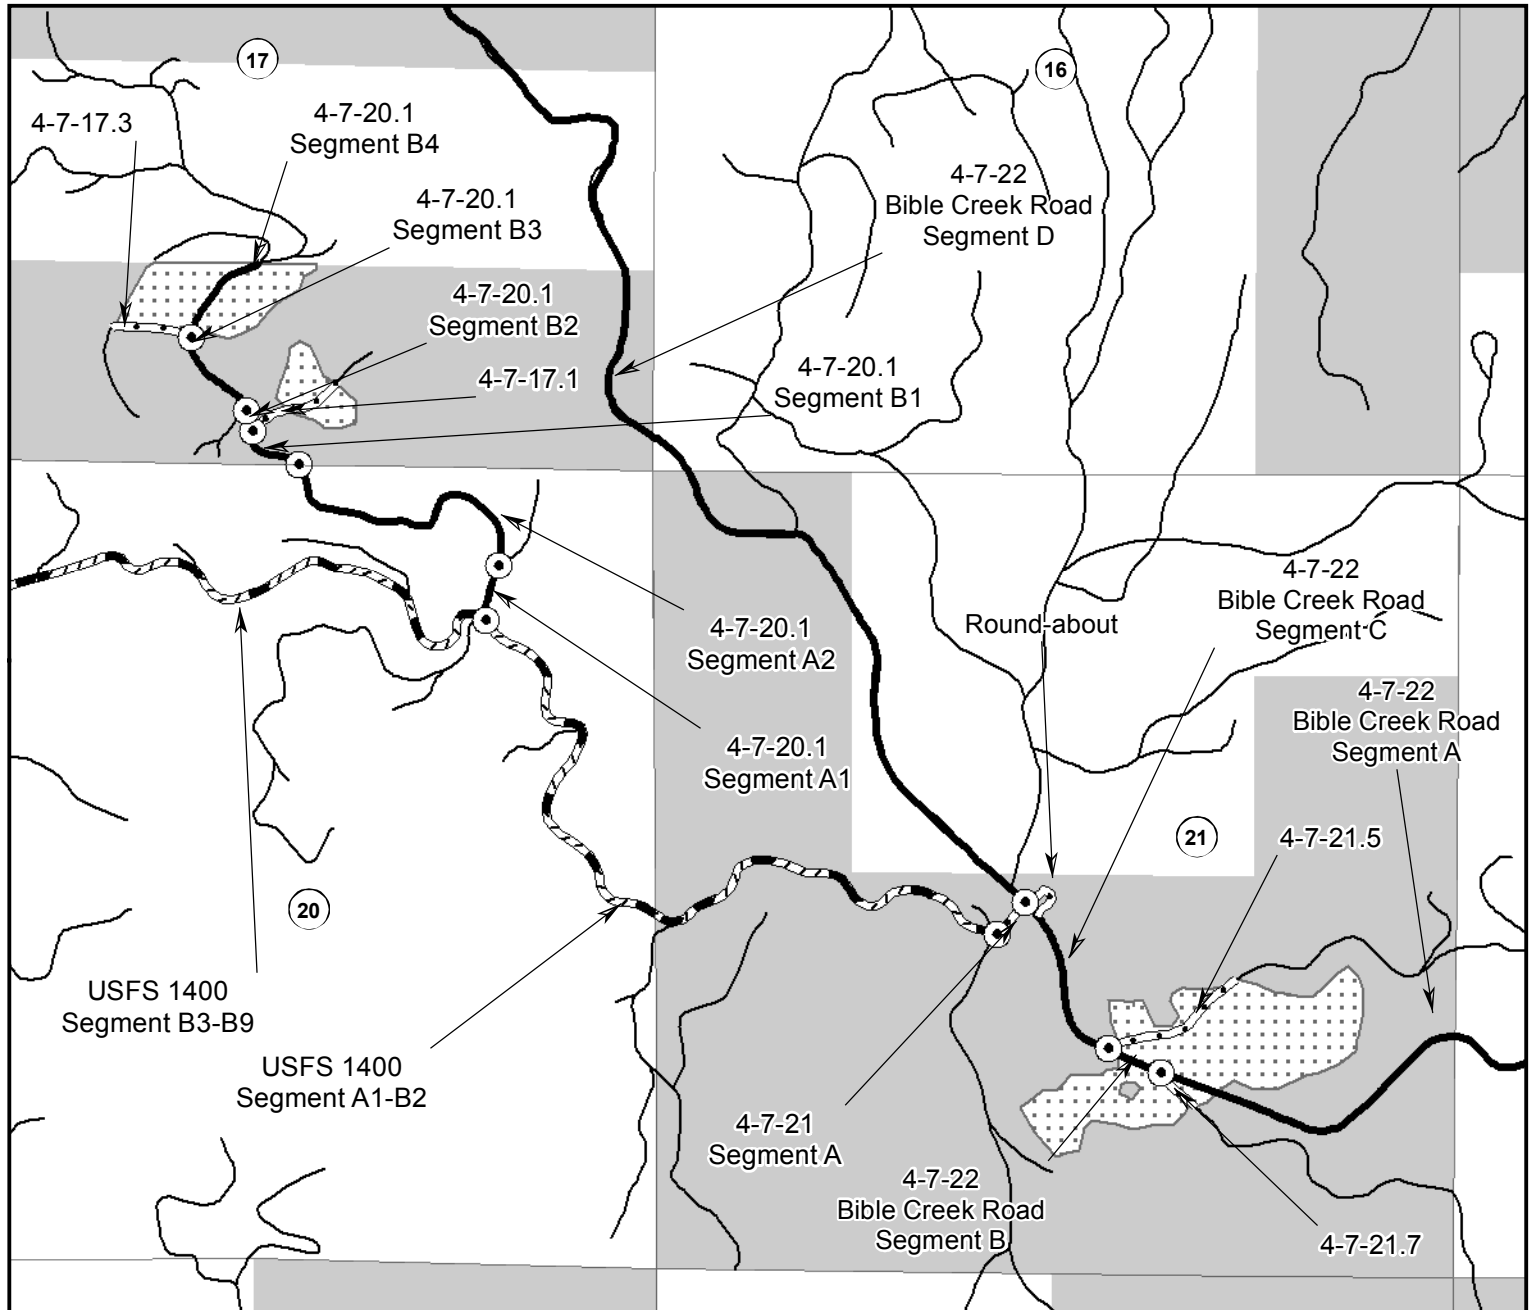 17
16
4-7-17.3
4-7-20.1
Segment B4
4-7-20.1
Segment B3
4-7-22
Bible Creek Road
Segment D
4-7-20.1
Segment B2
4-7-17.1
4-7-20.1
Segment B1
4-7-22
Bible Creek Road
Segment C
Round-about
4-7-20.1
Segment A2
4-7-22
Bible Creek Road
Segment A
4-7-20.1
Segment A1
21
4-7-21.5
20
USFS 1400
Segment B3-B9
USFS 1400
Segment A1-B2
4-7-21
Segment A
4-7-22
Bible Creek Road
Segment B
4-7-21.7